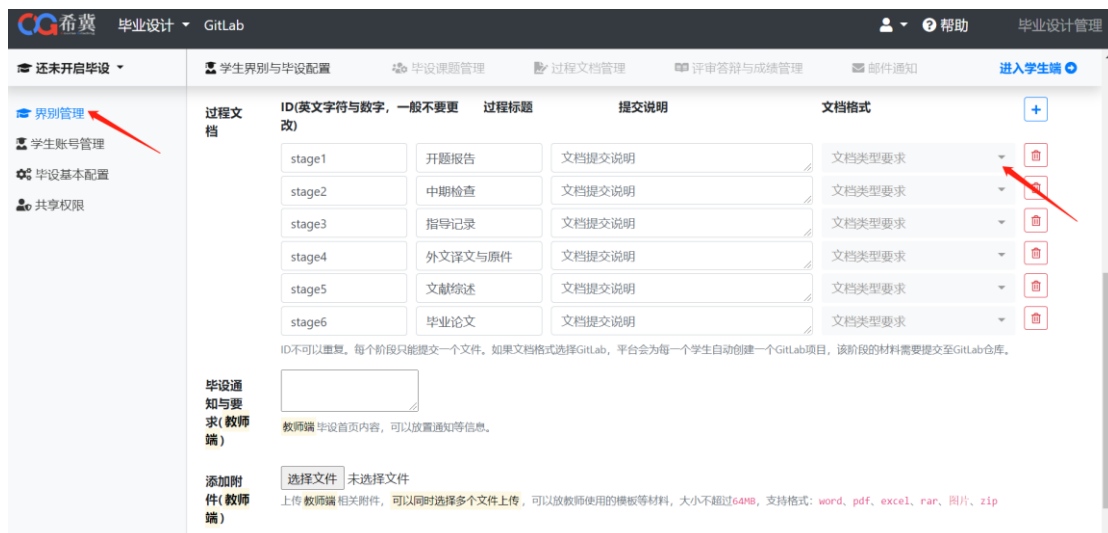 CG希冀 毕业设计 GitLab 帮助 毕业设计管理
还未开启毕设 学生界别与毕设配置 毕设课题管理 过程文档管理 评审答辩与成绩管理 邮件通知 进入学生端
界别管理
学生账号管理
毕设基本配置
共享权限
过程文
档
ID(英文字符与数字，一般不要更
改)
过程标题 提交说明 文档格式
stage1 开题报告 文档提交说明 文档类型要求
stage2 中期检查 文档提交说明 文档类型要求
stage3 指导记录 文档提交说明 文档类型要求
stage4 外文译文与原件 文档提交说明 文档类型要求
stage5 文献综述 文档提交说明 文档类型要求
stage6 毕业论文 文档提交说明 文档类型要求
ID不可以重复。每个阶段只能提交一个文件。如果文档格式选择GitLab，平台会为每一个学生自动创建一个GitLab项目，该阶段的材料需要提交至GitLab仓库。
毕设通
知与要
求(教师
端)
教师端毕设首页内容，可以放置通知等信息。
添加附
件(教师
端)
选择文件 未选择文件
上传教师端相关附件，可以同时选择多个文件上传，可以放教师使用的模板等材料，大小不超过64MB，支持格式：word、pdf、excel、rar、图片、zip